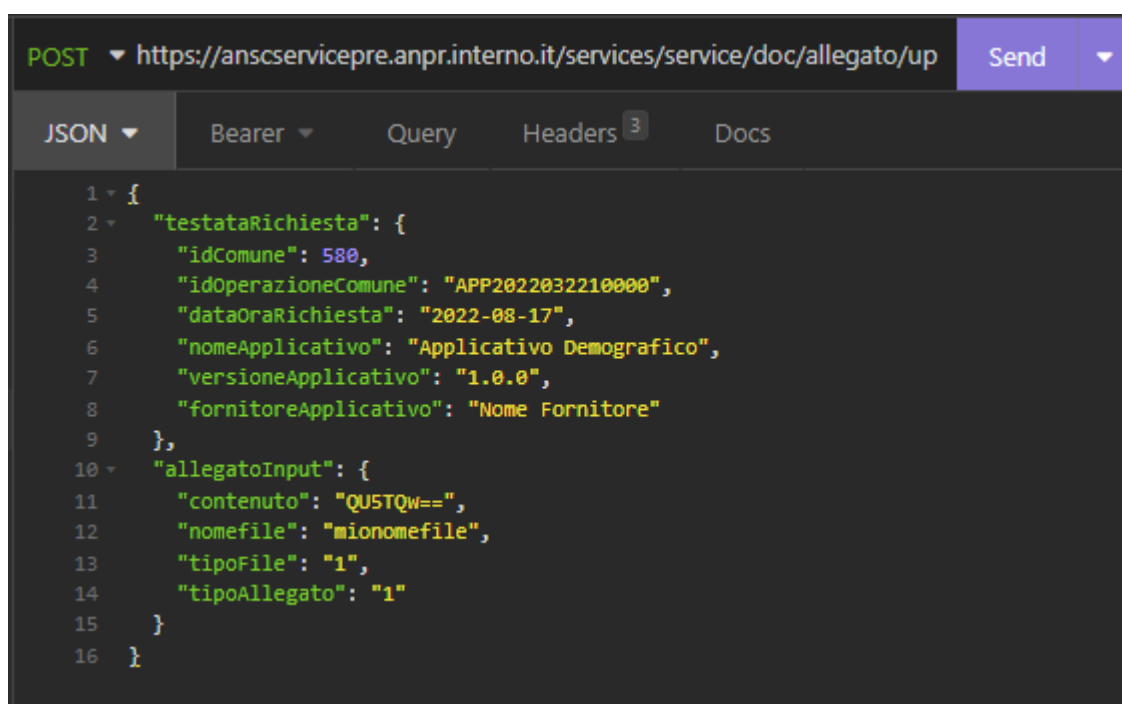 POST https://anscservicepre.anpr.interno.it/services/service/doc/allegato/up Send
JSON Bearer Query Headers 3 Docs
1 {
2 "testataRichiesta": {
3 "idComune": 580,
4 "idOperazioneComune": "APP2022032210000",
5 "dataOraRichiesta": "2022-08-17",
6 "nomeApplicativo": "Applicativo Demografico",
7 "versioneApplicativo": "1.0.0",
8 "fornitoreApplicativo": "Nome Fornitore"
9 },
10 "allegatoInput": {
11 "contenuto": "QU5TQw==",
12 "nomefile": "mionomefile",
13 "tipoFile": "1",
14 "tipoAllegato": "1"
15 }
16 }